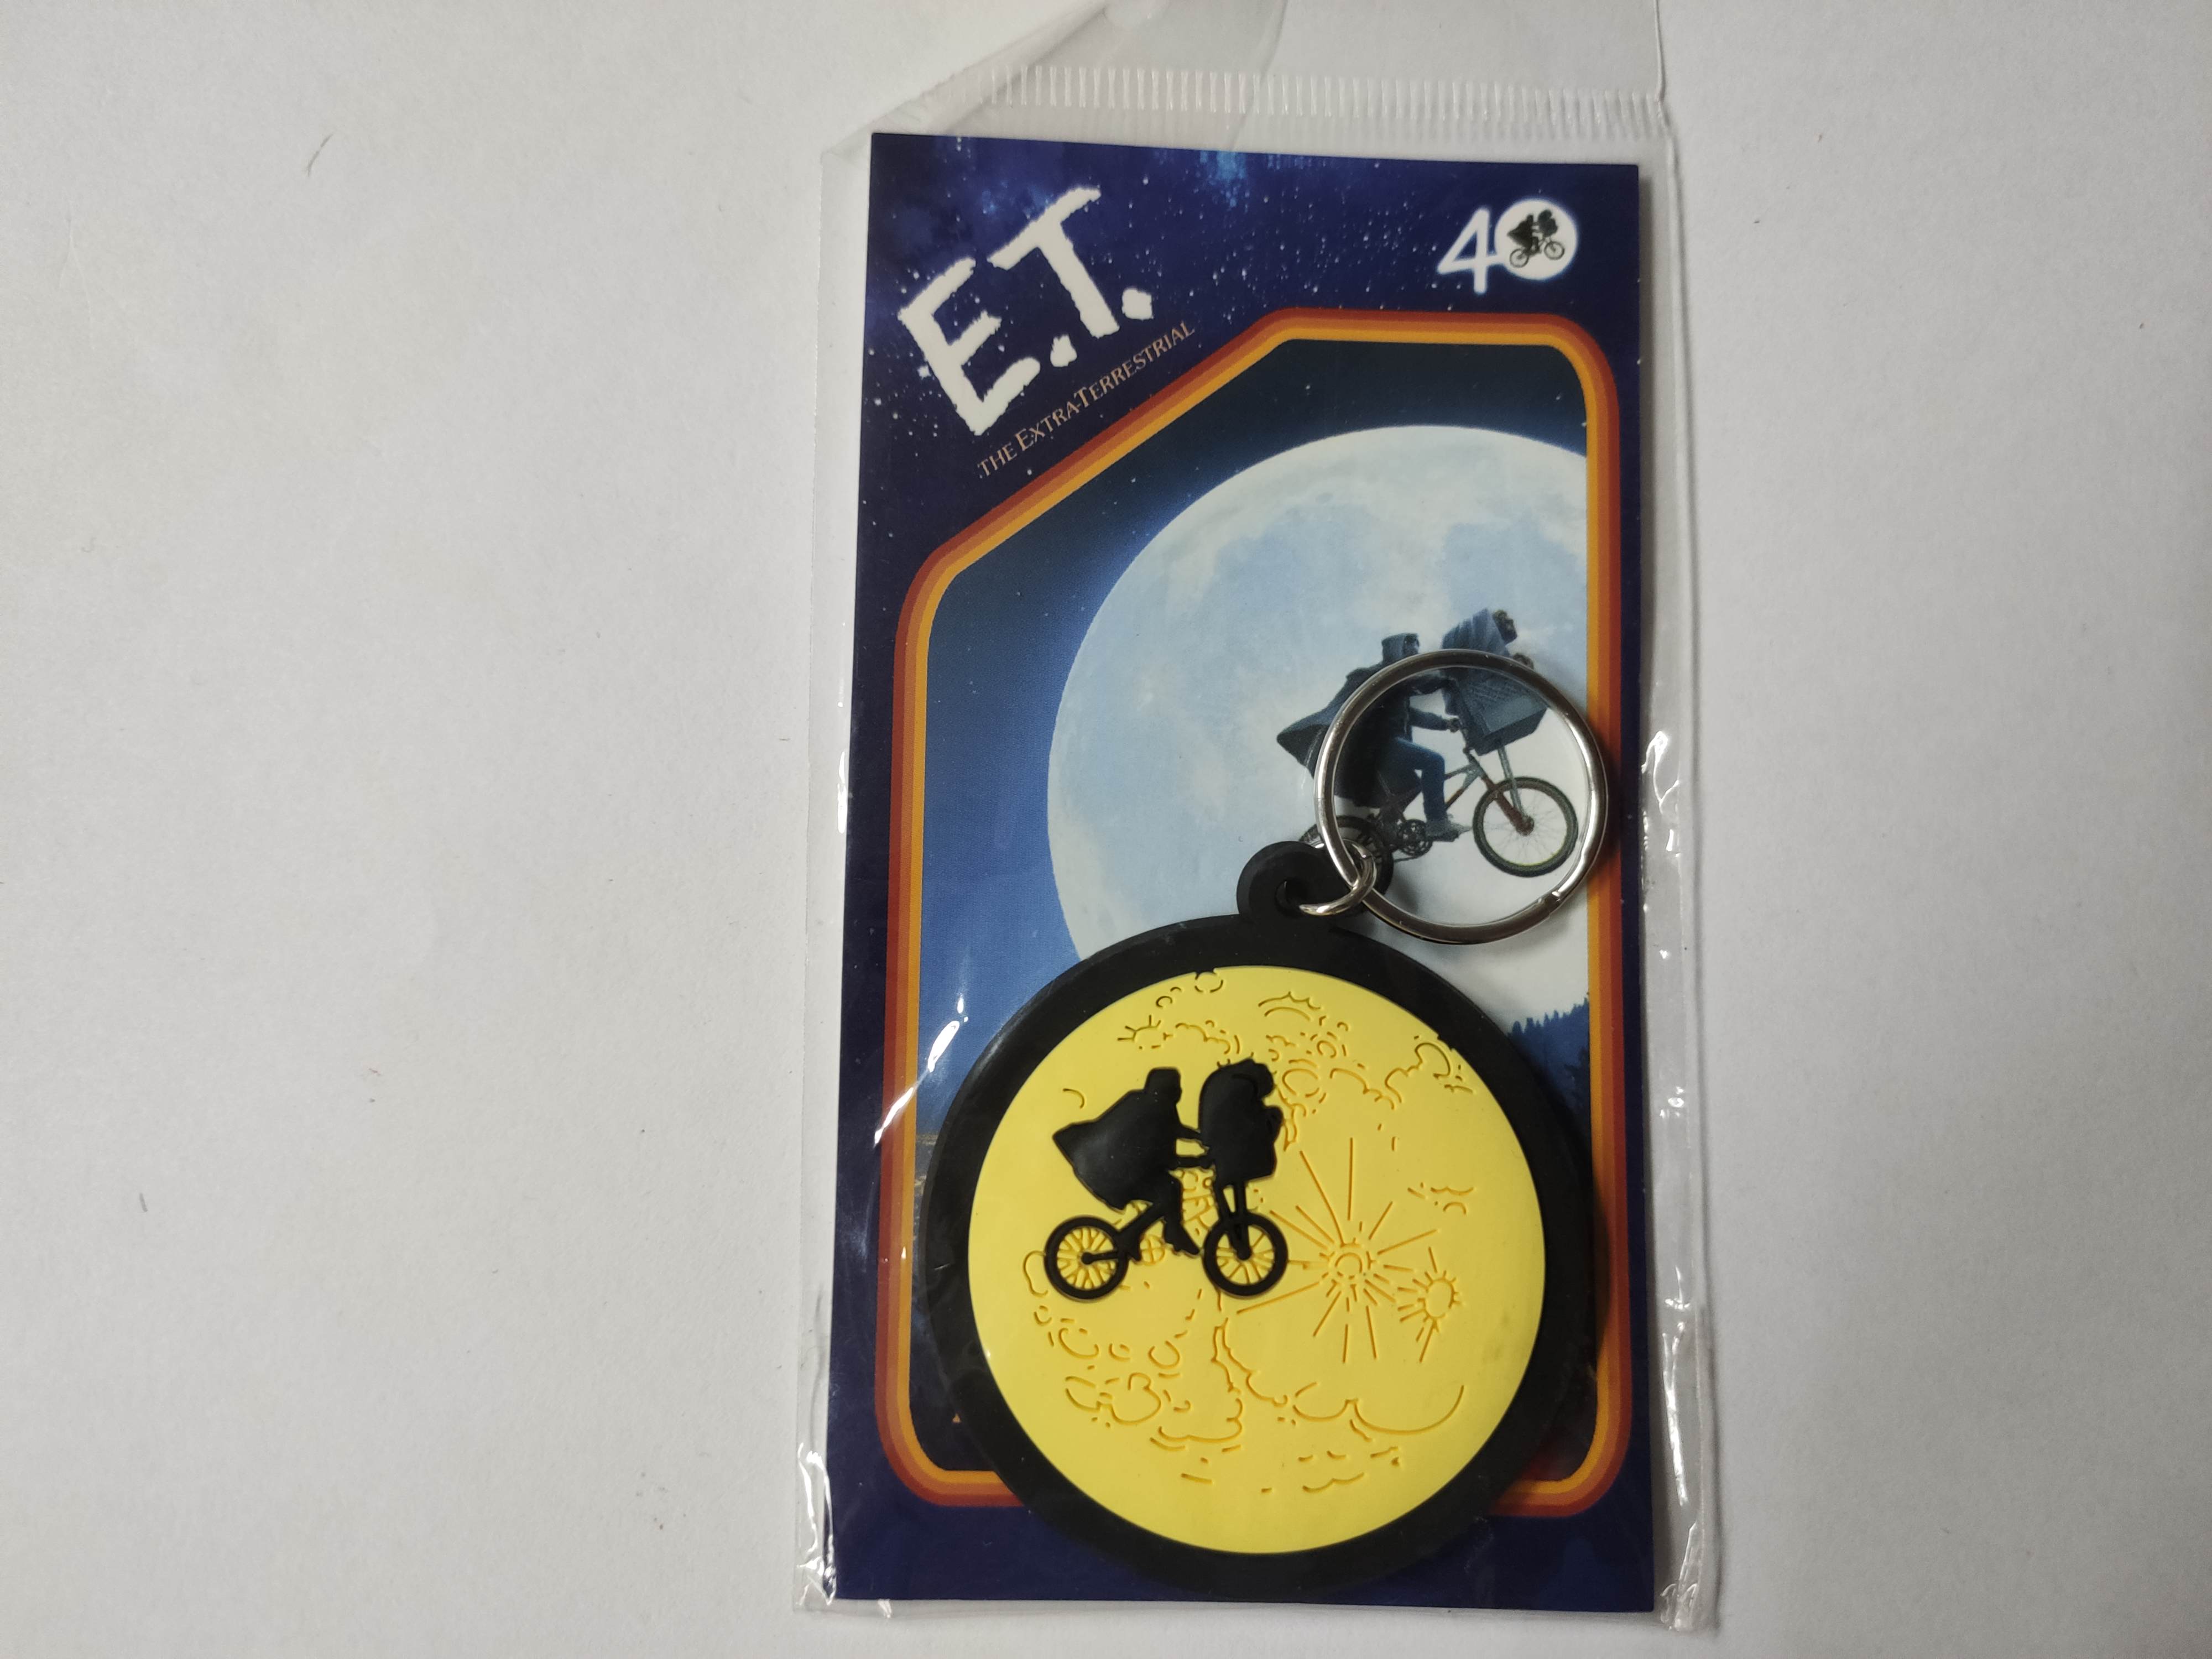 E.T.
THE EXTRA-TERRESTRIAL
40